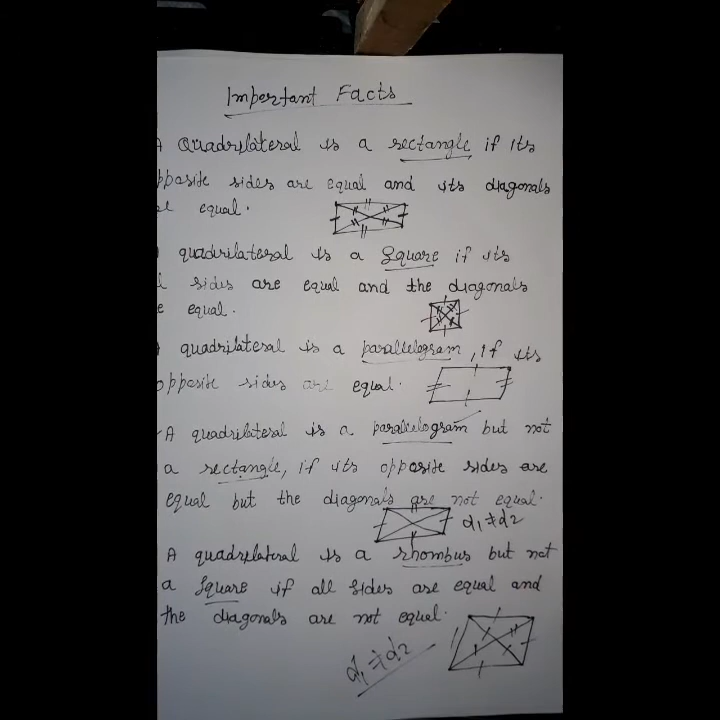 Important Facts
A Quadrilateral is a rectangle if its
pposite sides are equal and its diagonals
e equal.
quadrilateral is a Square if its
l sides are equal and the diagonals
e equal.
quadrilateral is a parallelogram, if its
opposite sides are equal.
A quadrilateral is a parallelogram but not
a rectangle, if its opposite sides are
equal but the diagonals are not equal.
d1 ≠ d2
A quadrilateral is a rhombus but not
a Square if all sides are equal and
the diagonals are not equal.
d1 ≠ d2